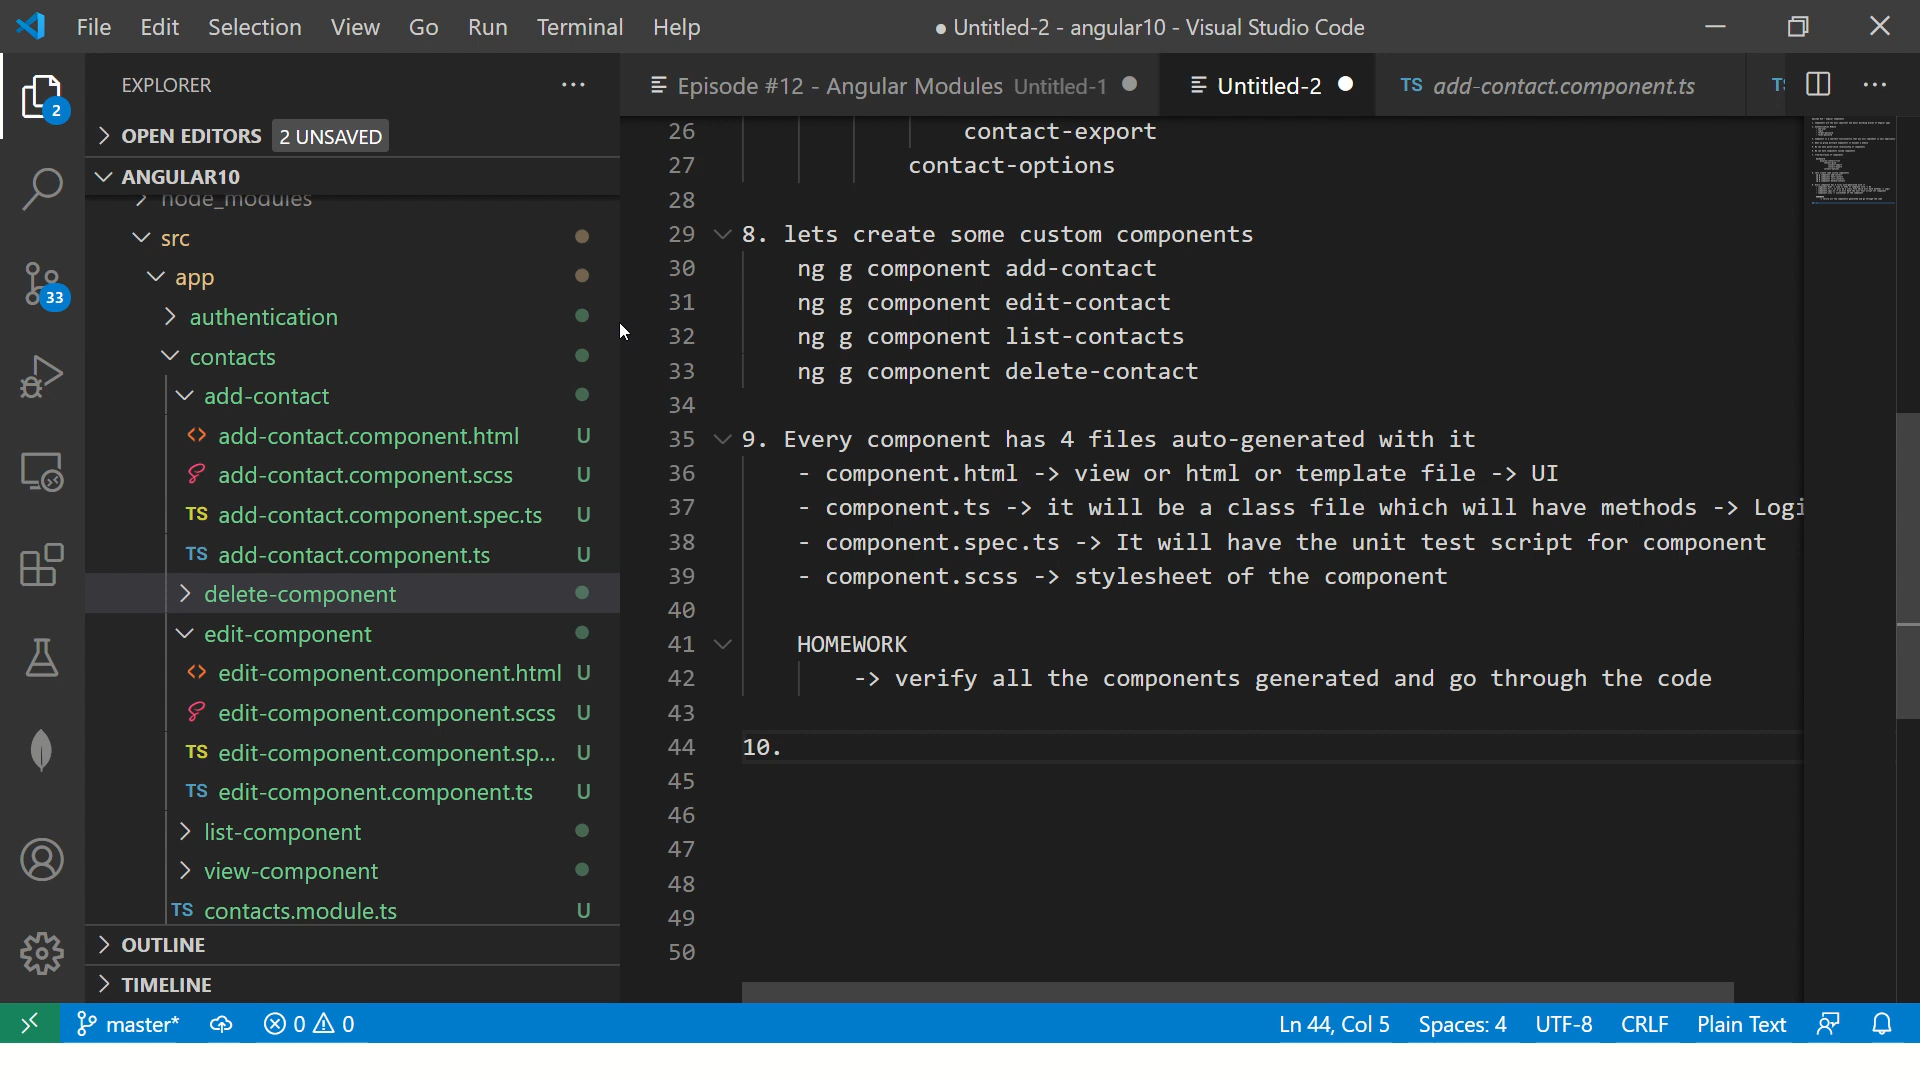 File Edit Selection View Go Run Terminal Help
● Untitled-2 - angular10 - Visual Studio Code
EXPLORER
Episode #12 - Angular Modules Untitled-1
Untitled-2
TS add-contact.component.ts
2
OPEN EDITORS 2 UNSAVED
ANGULAR10
node_modules
src
app
33
authentication
contacts
add-contact
add-contact.component.html U
add-contact.component.scss U
TS add-contact.component.spec.ts U
TS add-contact.component.ts U
delete-component
edit-component
edit-component.component.html U
edit-component.component.scss U
TS edit-component.component.sp... U
TS edit-component.component.ts U
list-component
view-component
TS contacts.module.ts U
OUTLINE
TIMELINE
26 contact-export
27 contact-options
28
29 8. lets create some custom components
30 ng g component add-contact
31 ng g component edit-contact
32 ng g component list-contacts
33 ng g component delete-contact
34
35 9. Every component has 4 files auto-generated with it
36 - component.html -> view or html or template file -> UI
37 - component.ts -> it will be a class file which will have methods -> Logi
38 - component.spec.ts -> It will have the unit test script for component
39 - component.scss -> stylesheet of the component
40
41 HOMEWORK
42 -> verify all the components generated and go through the code
43
44 10.
45
46
47
48
49
50
master* 0 0
Ln 44, Col 5 Spaces: 4 UTF-8 CRLF Plain Text